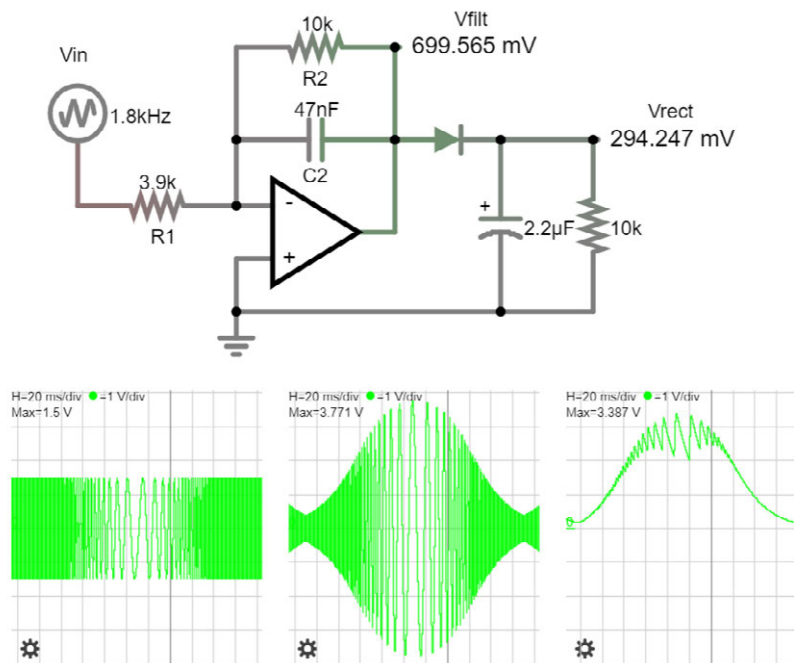 Vin
1.8kHz
3.9k
R1
10k
R2
47nF
C2
-
+
Vfilt
699.565 mV
Vrect
294.247 mV
+
2.2µF
10k
H=20 ms/div =1 V/div
Max=1.5 V
H=20 ms/div =1 V/div
Max=3.771 V
H=20 ms/div =1 V/div
Max=3.387 V
0